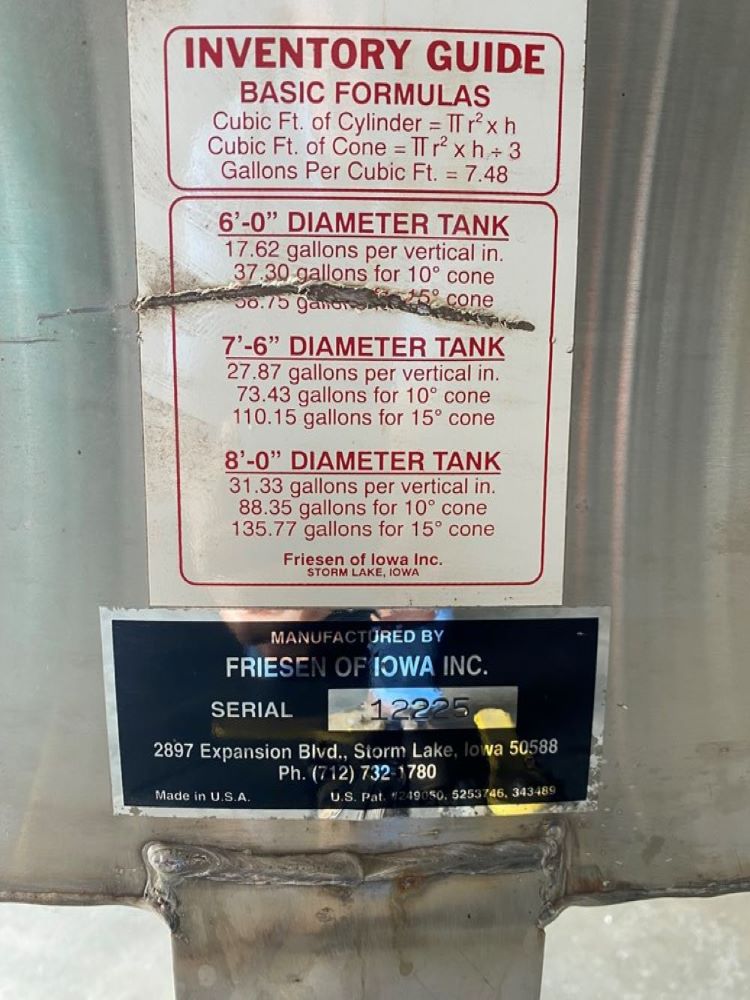 INVENTORY GUIDE
BASIC FORMULAS
Cubic Ft. of Cylinder = π r² x h
Cubic Ft. of Cone = π r² x h ÷ 3
Gallons Per Cubic Ft. = 7.48
6'-0” DIAMETER TANK
17.62 gallons per vertical in.
37.30 gallons for 10° cone
cone
7'-6” DIAMETER TANK
27.87 gallons per vertical in.
73.43 gallons for 10° cone
110.15 gallons for 15° cone
8'-0” DIAMETER TANK
31.33 gallons per vertical in.
88.35 gallons for 10° cone
135.77 gallons for 15° cone
Friesen of Iowa Inc.
STORM LAKE, IOWA
MANUFACTURED BY
FRIESEN OF IOWA INC.
SERIAL 12225
2897 Expansion Blvd., Storm Lake, Iowa 50588
Ph. (712) 732-1780
Made in U.S.A. U.S. Pat. 5253746, 343489